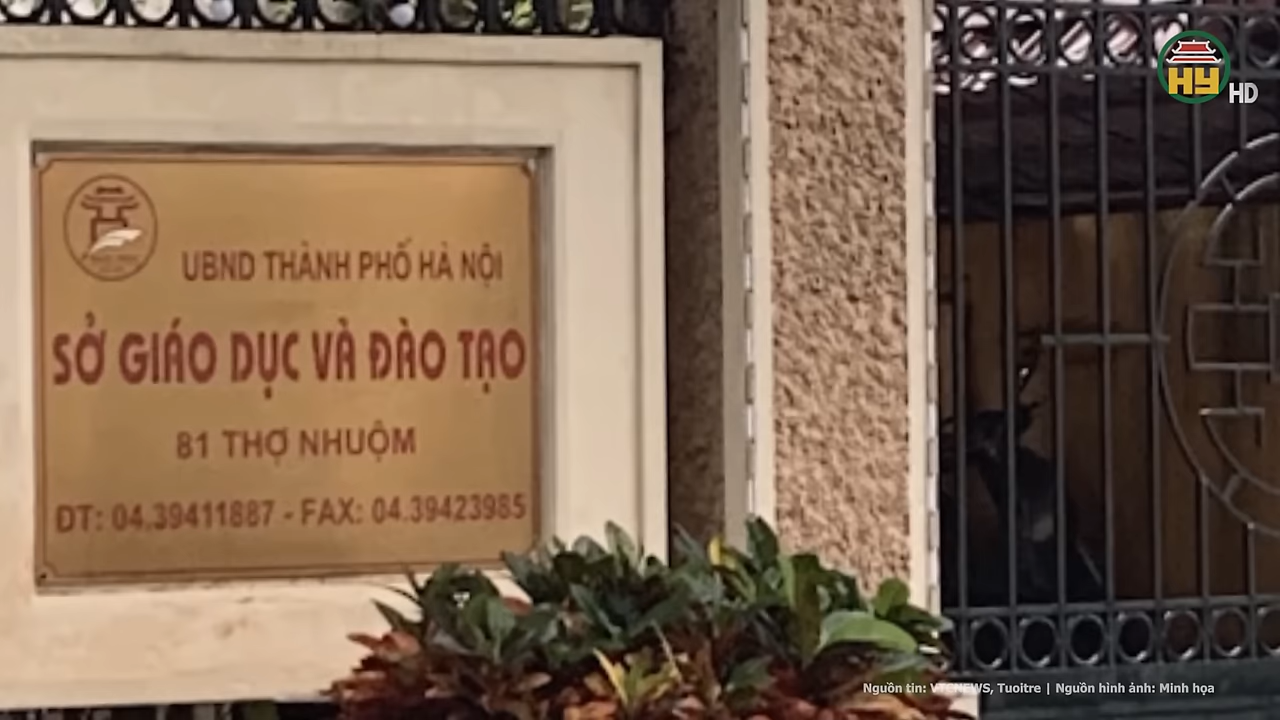 HY HD
UBND THÀNH PHỐ HÀ NỘI
SỞ GIÁO DỤC VÀ ĐÀO TẠO
81 THỢ NHUỘM
ĐT: 04.39411887 - FAX: 04.39423985
Nguồn tin: VTCNEWS, Tuoitre | Nguồn hình ảnh: Minh họa